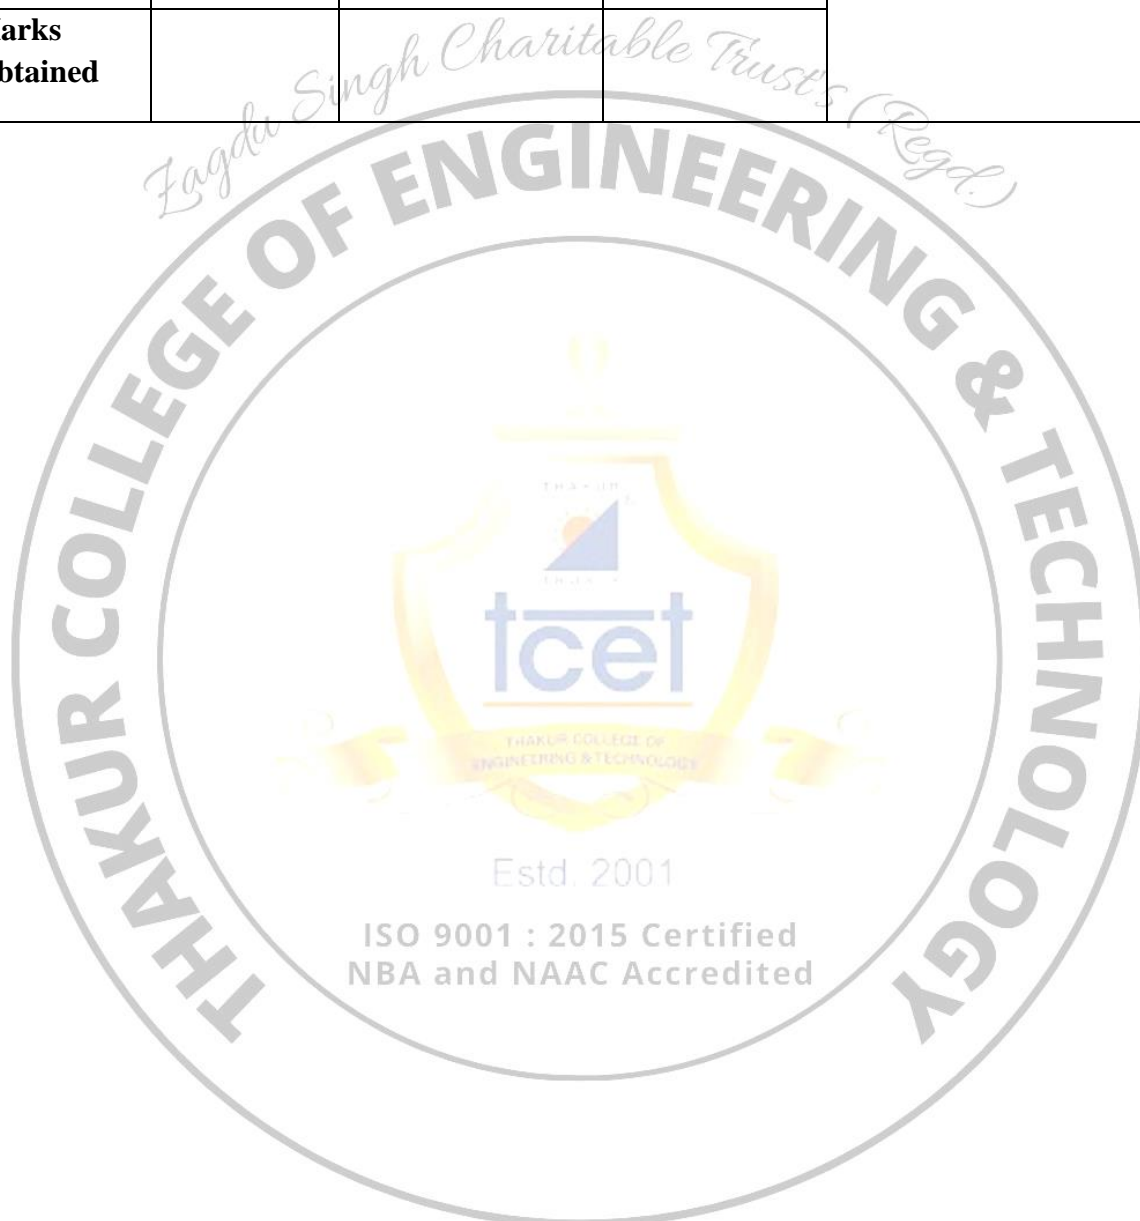 arks
btained
Zagdu Singh Charitable Trust's (Regd.)
THAKUR COLLEGE OF ENGINEERING & TECHNOLOGY
THAKUR
tcet
THAKUR COLLEGE OF
ENGINEERING & TECHNOLOGY
Estd. 2001
ISO 9001 : 2015 Certified
NBA and NAAC Accredited